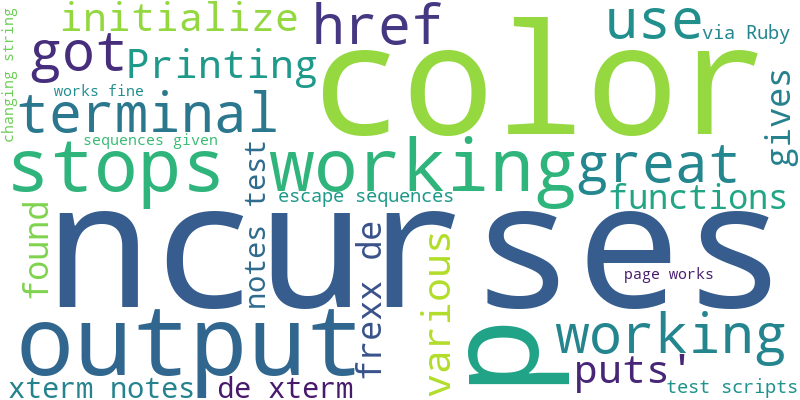 changing string
initialize
href
use
via Ruby
got
Printing
color
works fine
terminal
gives
sequences given
stops
working
great
notes test
escape sequences
functions
found
ncurses
frexx de
various
page works
output
p
working
puts'
xterm notes
de xterm
test scripts